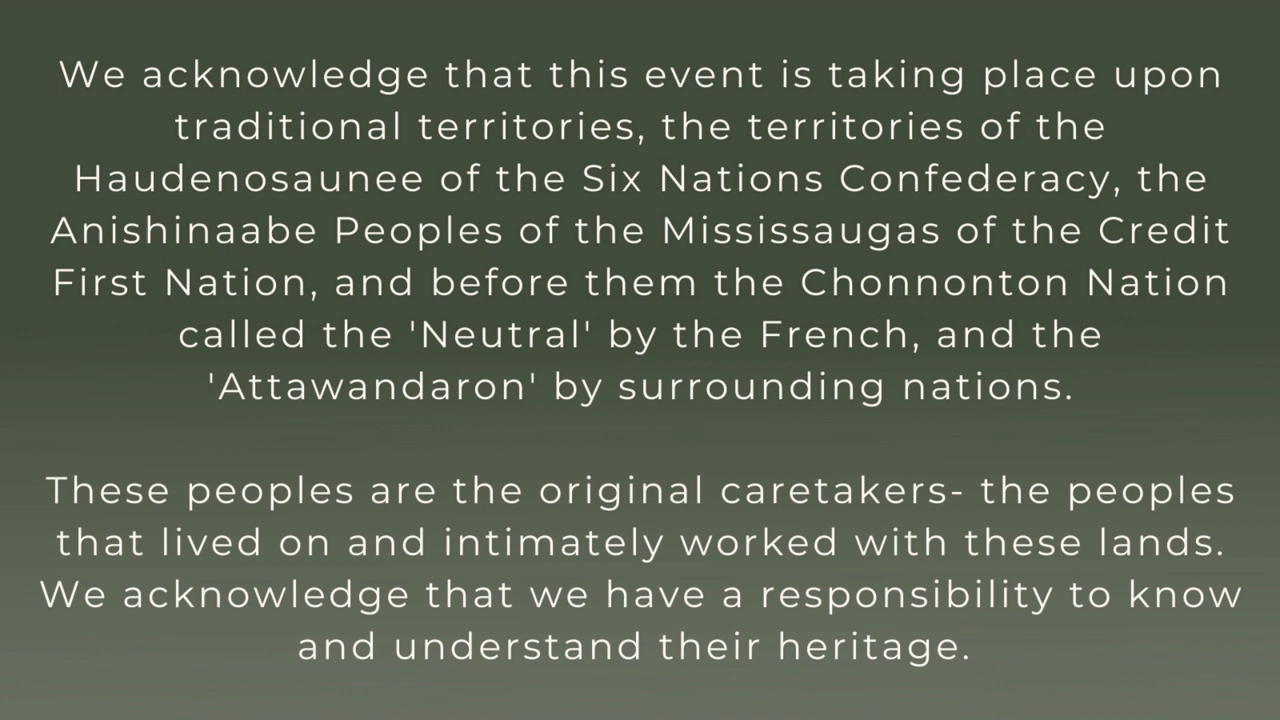 We acknowledge that this event is taking place upon
traditional territories, the territories of the
Haudenosaunee of the Six Nations Confederacy, the
Anishinaabe Peoples of the Mississaugas of the Credit
First Nation, and before them the Chonnonton Nation
called the 'Neutral' by the French, and the
'Attawandaron' by surrounding nations.
These peoples are the original caretakers- the peoples
that lived on and intimately worked with these lands.
We acknowledge that we have a responsibility to know
and understand their heritage.